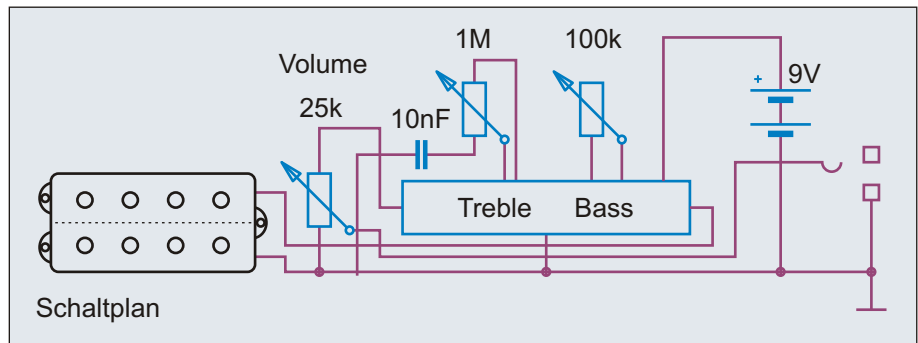 1M 100k
Volume
25k 10nF + 9V
Treble Bass
Schaltplan